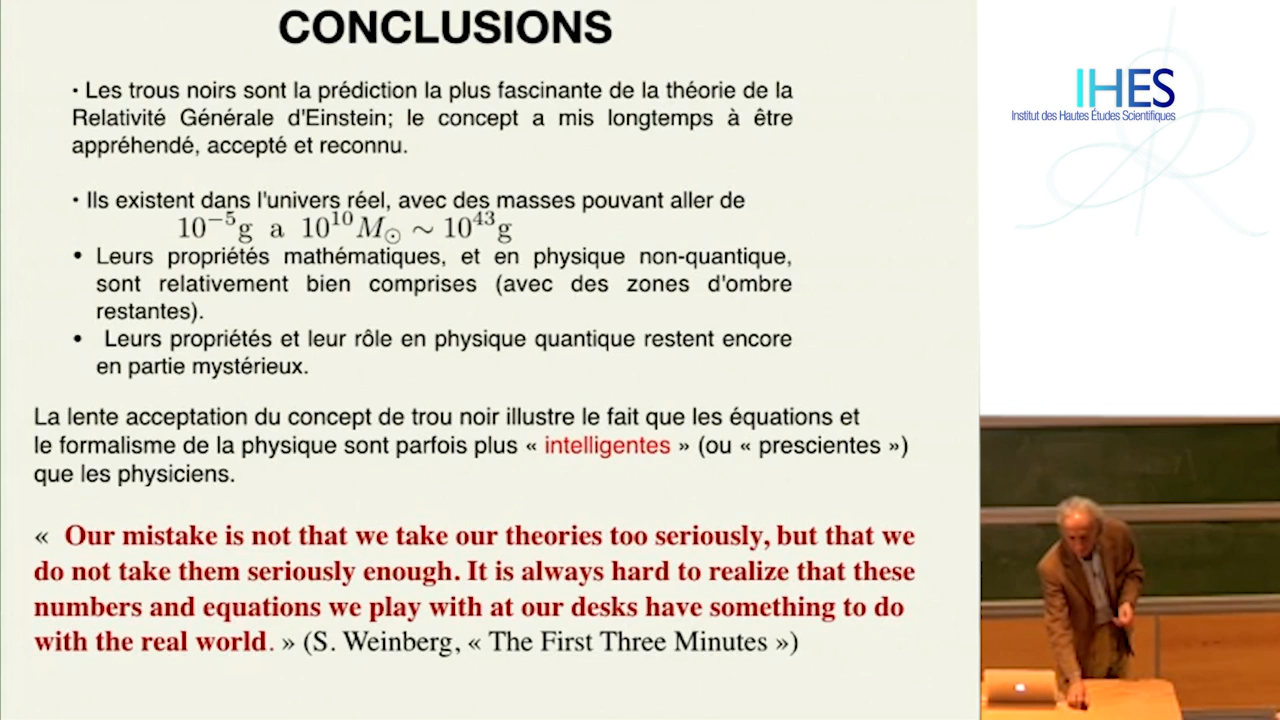 CONCLUSIONS
· Les trous noirs sont la prédiction la plus fascinante de la théorie de la
Relativité Générale d'Einstein; le concept a mis longtemps à être
appréhendé, accepté et reconnu.
· Ils existent dans l'univers réel, avec des masses pouvant aller de
10⁻⁵g a 10¹⁰M☉ ~ 10⁴³g
• Leurs propriétés mathématiques, et en physique non-quantique,
sont relativement bien comprises (avec des zones d'ombre
restantes).
• Leurs propriétés et leur rôle en physique quantique restent encore
en partie mystérieux.
La lente acceptation du concept de trou noir illustre le fait que les équations et
le formalisme de la physique sont parfois plus « intelligentes » (ou « prescientes »)
que les physiciens.
« Our mistake is not that we take our theories too seriously, but that we
do not take them seriously enough. It is always hard to realize that these
numbers and equations we play with at our desks have something to do
with the real world. » (S. Weinberg, « The First Three Minutes »)
IHES
Institut des Hautes Études Scientifiques